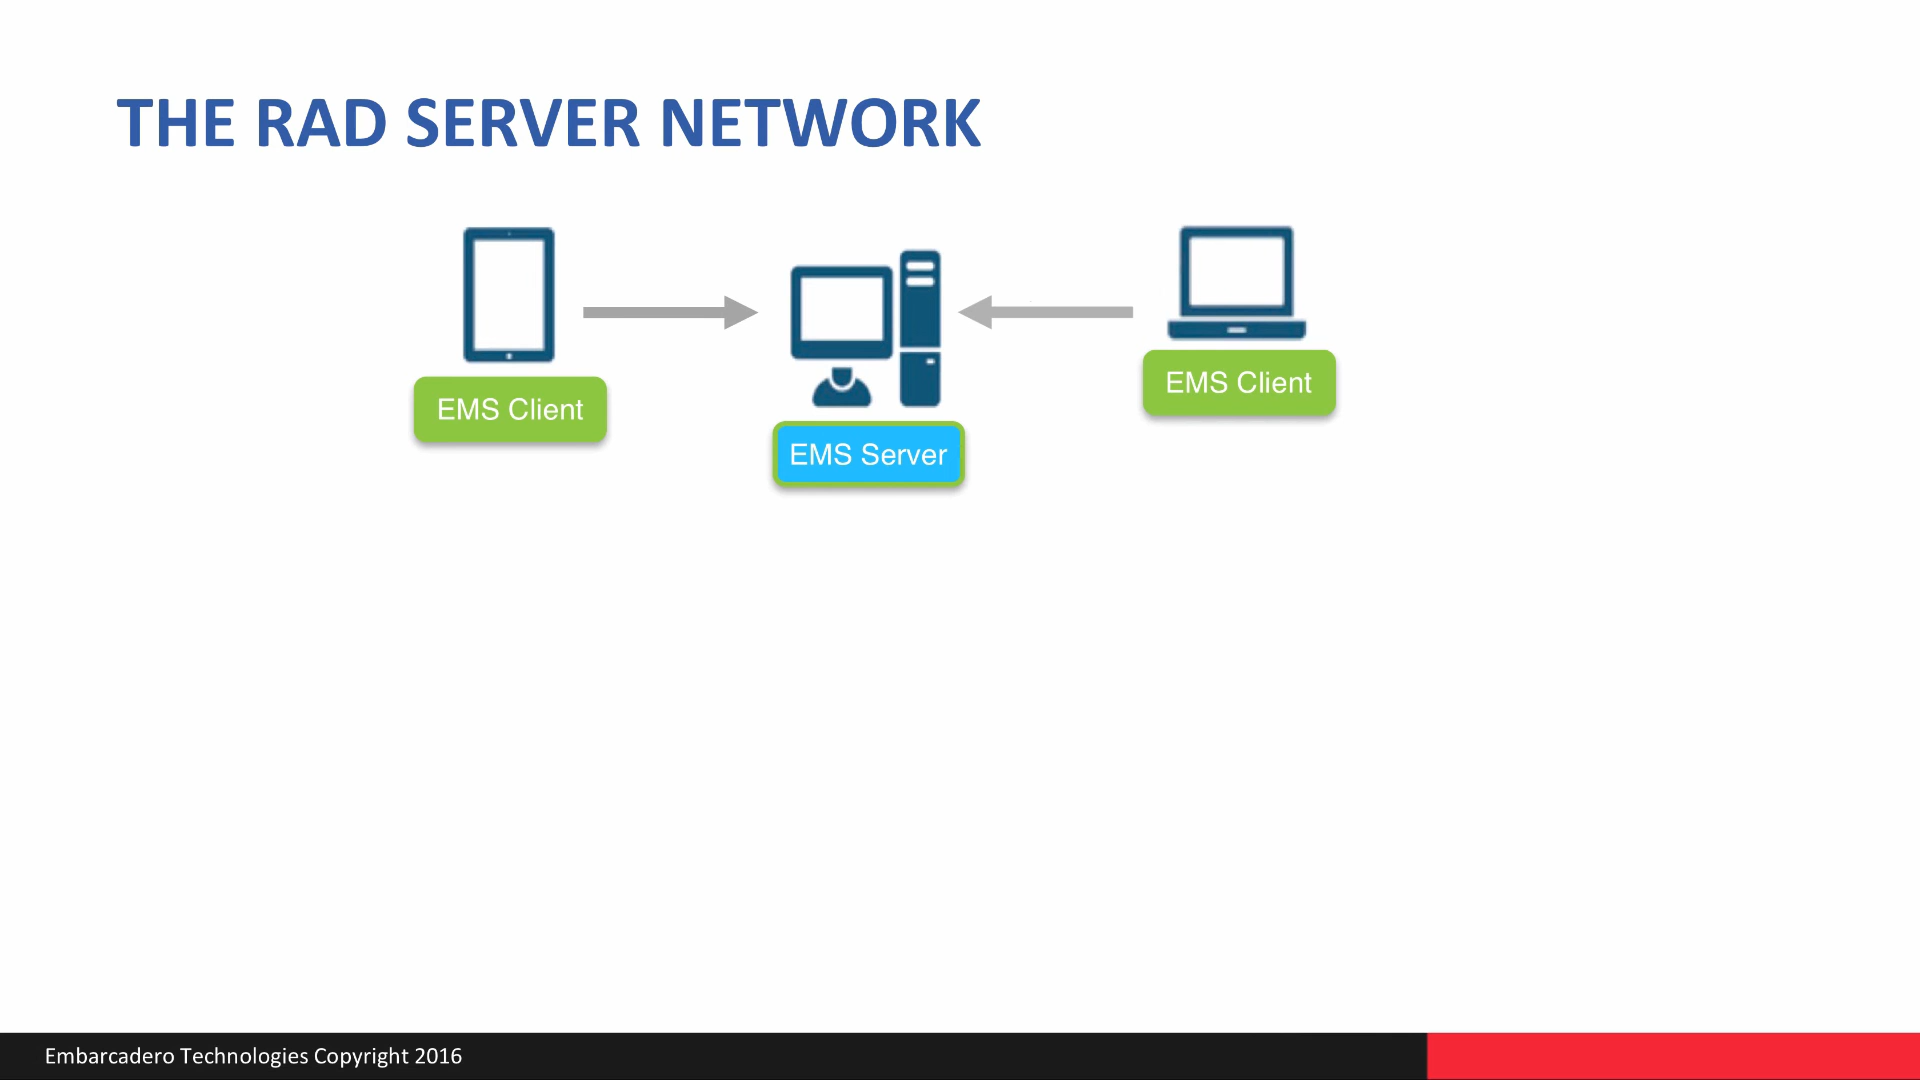 THE RAD SERVER NETWORK
EMS Client
EMS Client
EMS Server
Embarcadero Technologies Copyright 2016